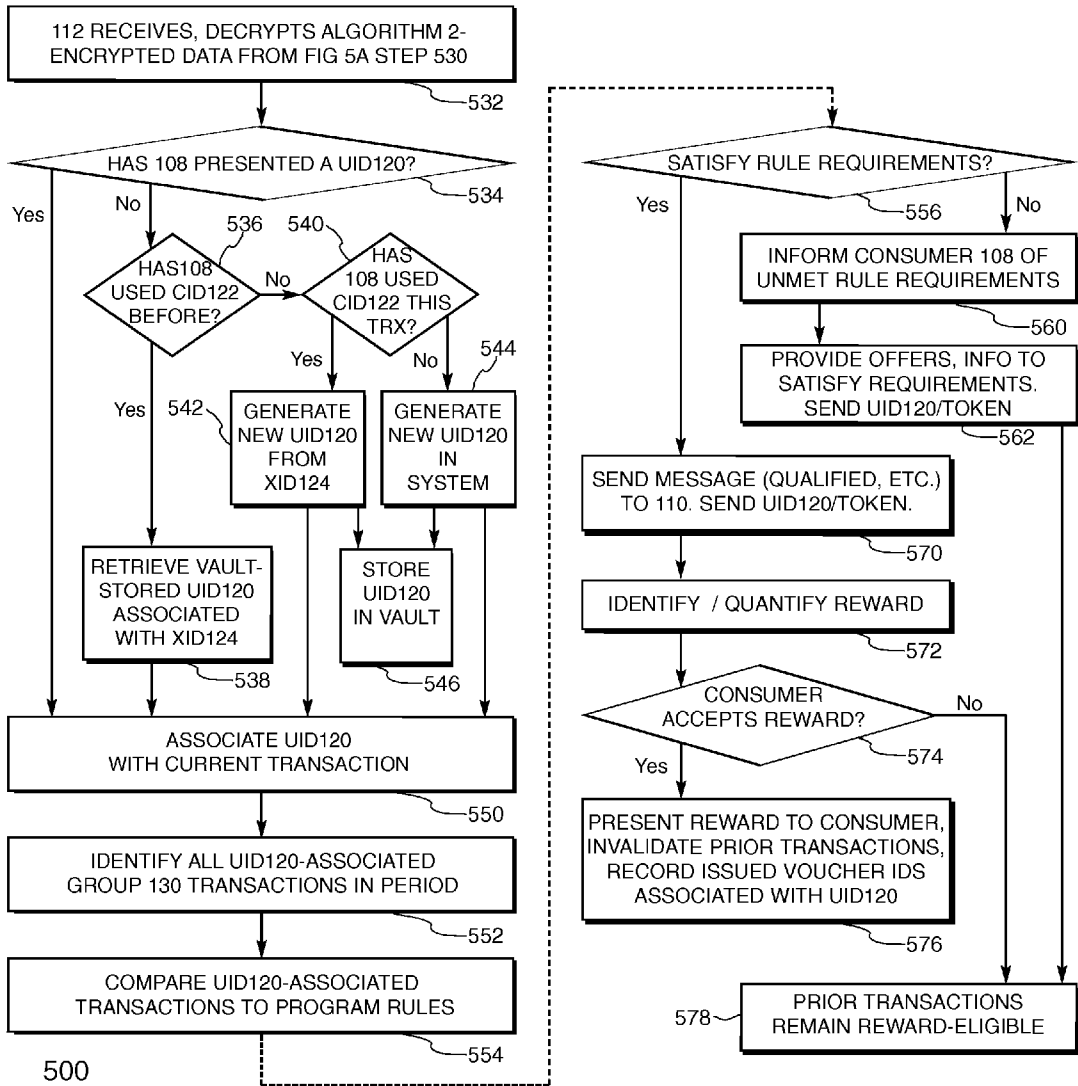 112 RECEIVES, DECRYPTS ALGORITHM 2-
ENCRYPTED DATA FROM FIG 5A STEP 530
532
HAS 108 PRESENTED A UID120?
534
Yes
No
536
HAS108
USED CID122
BEFORE?
No
540
HAS
108 USED
CID122 THIS
TRX?
Yes
Yes
No
542
GENERATE
NEW UID120
FROM
XID124
544
GENERATE
NEW UID120
IN
SYSTEM
RETRIEVE VAULT-
STORED UID120
ASSOCIATED
WITH XID124
538
STORE
UID120
IN VAULT
546
ASSOCIATE UID120
WITH CURRENT TRANSACTION
550
IDENTIFY ALL UID120-ASSOCIATED
GROUP 130 TRANSACTIONS IN PERIOD
552
COMPARE UID120-ASSOCIATED
TRANSACTIONS TO PROGRAM RULES
554
500
SATISFY RULE REQUIREMENTS?
556
Yes
No
INFORM CONSUMER 108 OF
UNMET RULE REQUIREMENTS
560
PROVIDE OFFERS, INFO TO
SATISFY REQUIREMENTS.
SEND UID120/TOKEN
562
SEND MESSAGE (QUALIFIED, ETC.)
TO 110. SEND UID120/TOKEN.
570
IDENTIFY / QUANTIFY REWARD
572
CONSUMER
ACCEPTS REWARD?
574
No
Yes
PRESENT REWARD TO CONSUMER,
INVALIDATE PRIOR TRANSACTIONS,
RECORD ISSUED VOUCHER IDS
ASSOCIATED WITH UID120
576
578
PRIOR TRANSACTIONS
REMAIN REWARD-ELIGIBLE